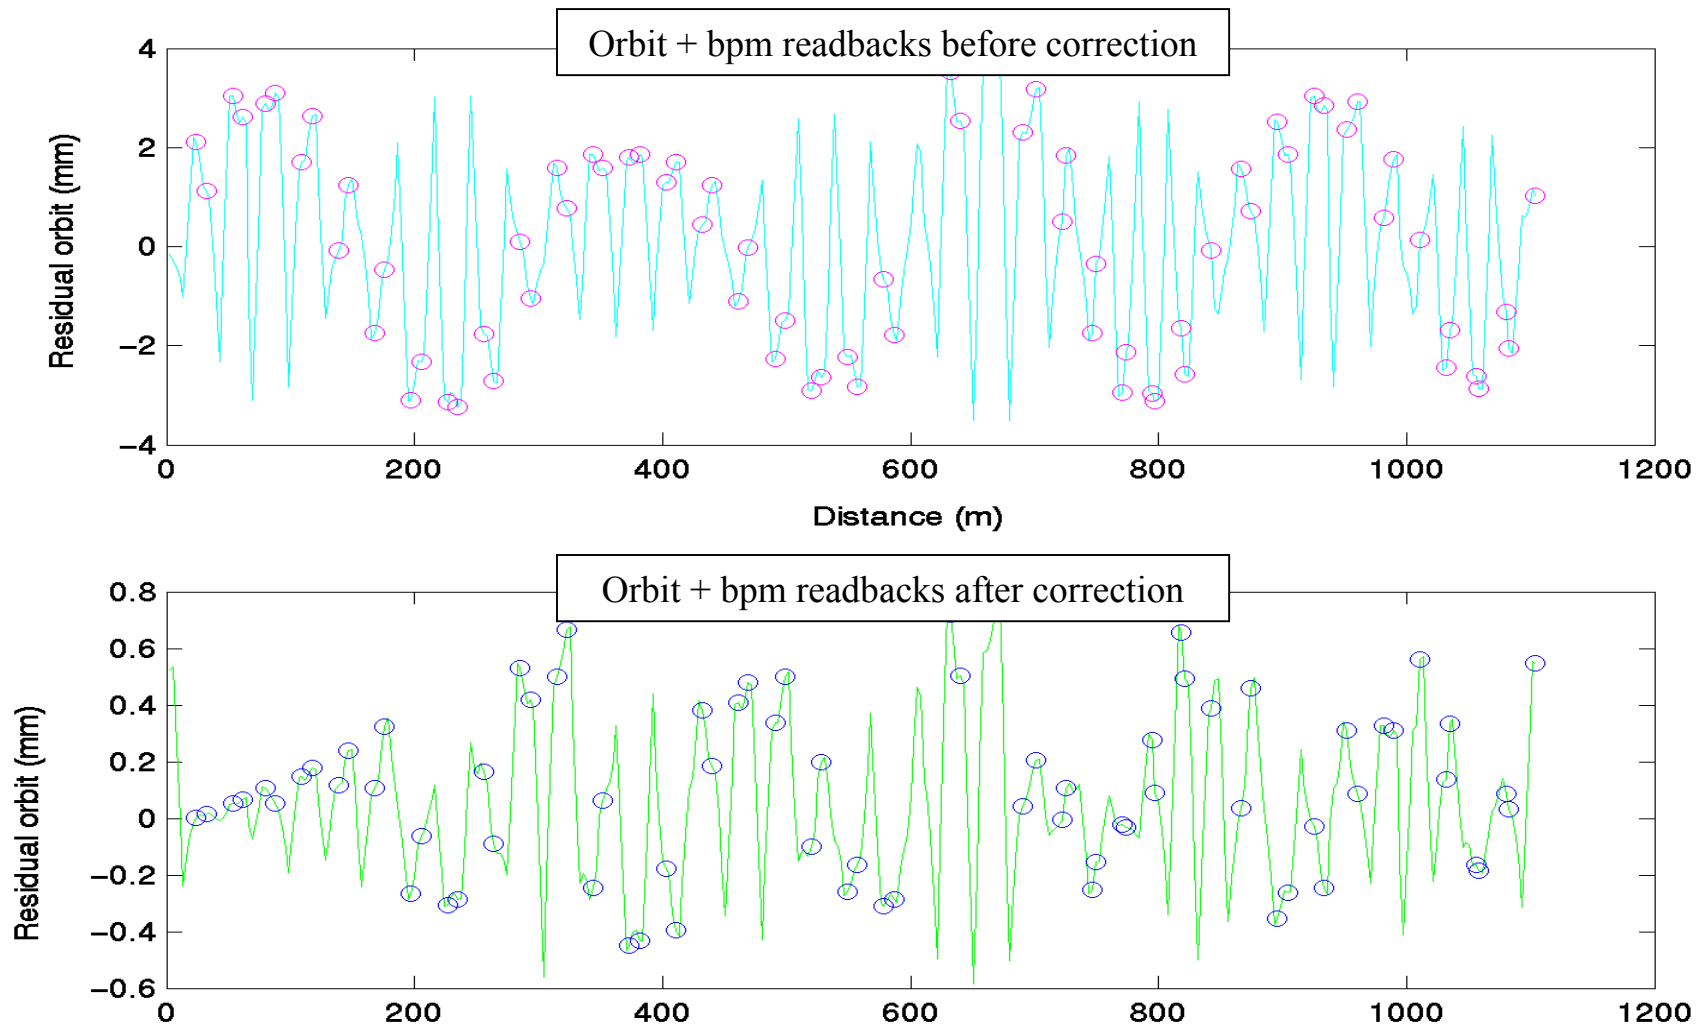 Orbit + bpm readbacks before correction
4
2
0
−2
−4
Residual orbit (mm)
0 200 400 600 800 1000 1200
Distance (m)
Orbit + bpm readbacks after correction
0.8
0.6
0.4
0.2
0
−0.2
−0.4
−0.6
Residual orbit (mm)
0 200 400 600 800 1000 1200